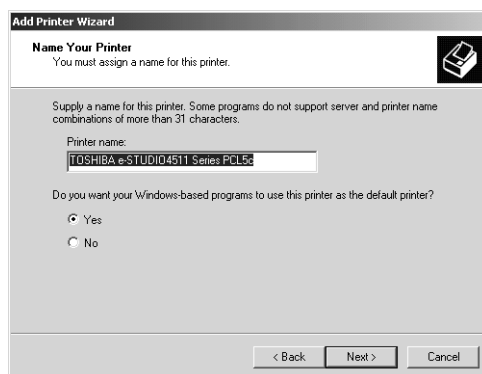 Add Printer Wizard
Name Your Printer
You must assign a name for this printer.
Supply a name for this printer. Some programs do not support server and printer name
combinations of more than 31 characters.
Printer name:
TOSHIBA e-STUDIO4511 Series PCL5c
Do you want your Windows-based programs to use this printer as the default printer?
Yes
No
< Back
Next >
Cancel